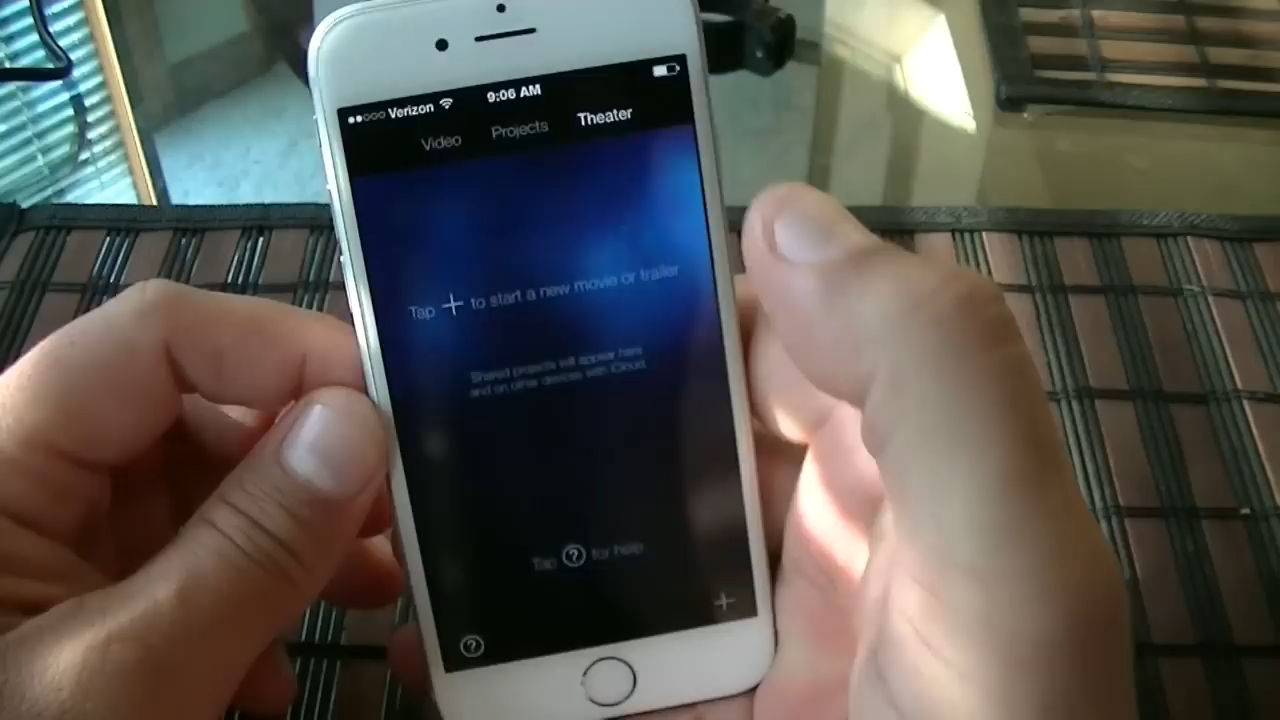 Verizon 9:06 AM
Video Projects Theater
Tap + to start a new movie or trailer
Shared projects will appear here
and on other devices with iCloud.
Tap ? for help
+
?